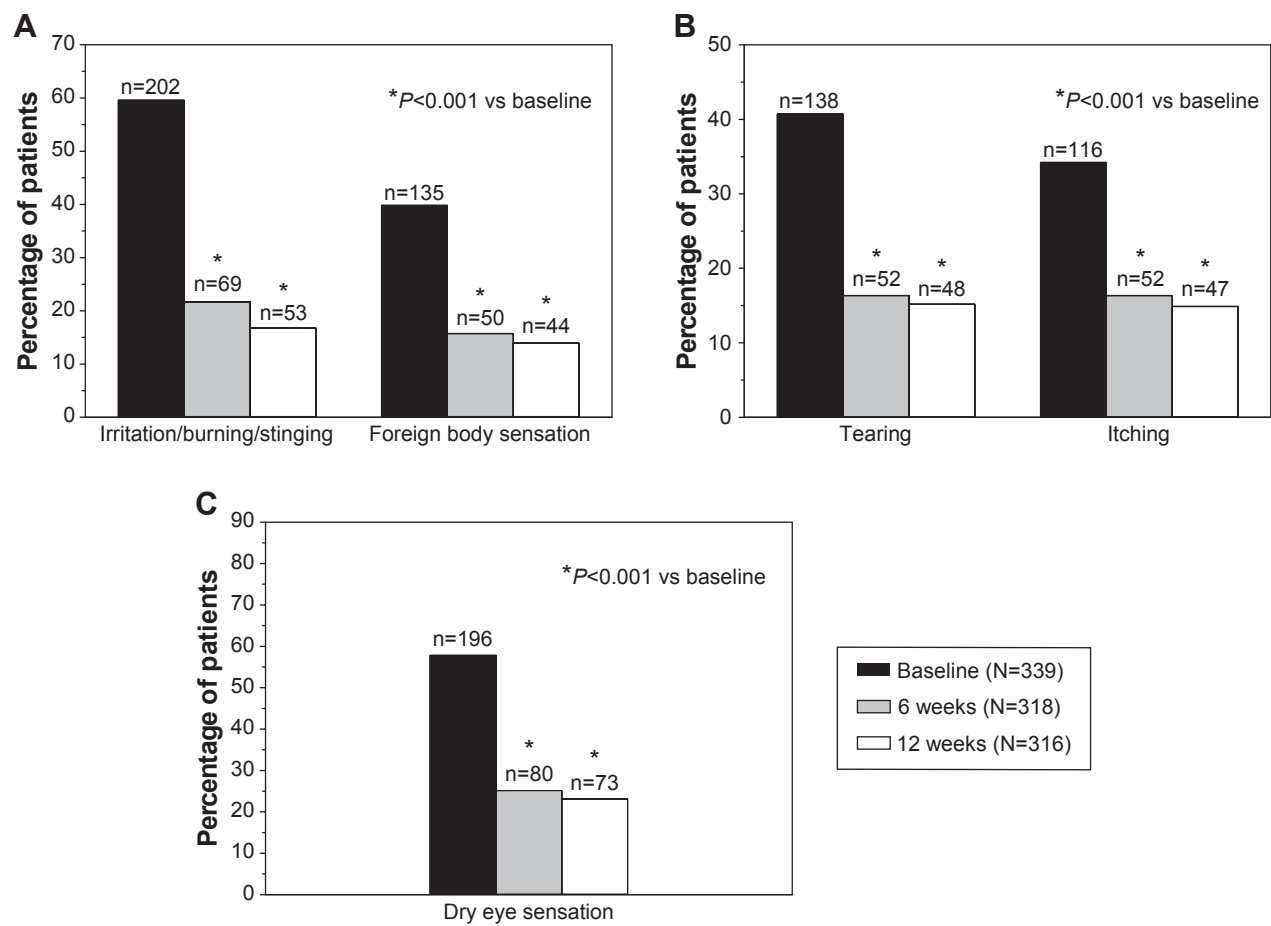 A
Percentage of patients
70
60
50
40
30
20
10
0
n=202
*P<0.001 vs baseline
n=135
*
n=69
*
n=53
*
n=50
*
n=44
Irritation/burning/stinging
Foreign body sensation
B
Percentage of patients
50
40
30
20
10
0
n=138
*P<0.001 vs baseline
n=116
*
n=52
*
n=48
*
n=52
*
n=47
Tearing
Itching
C
Percentage of patients
90
80
70
60
50
40
30
20
10
0
*P<0.001 vs baseline
n=196
*
n=80
*
n=73
Dry eye sensation
Baseline (N=339)
6 weeks (N=318)
12 weeks (N=316)